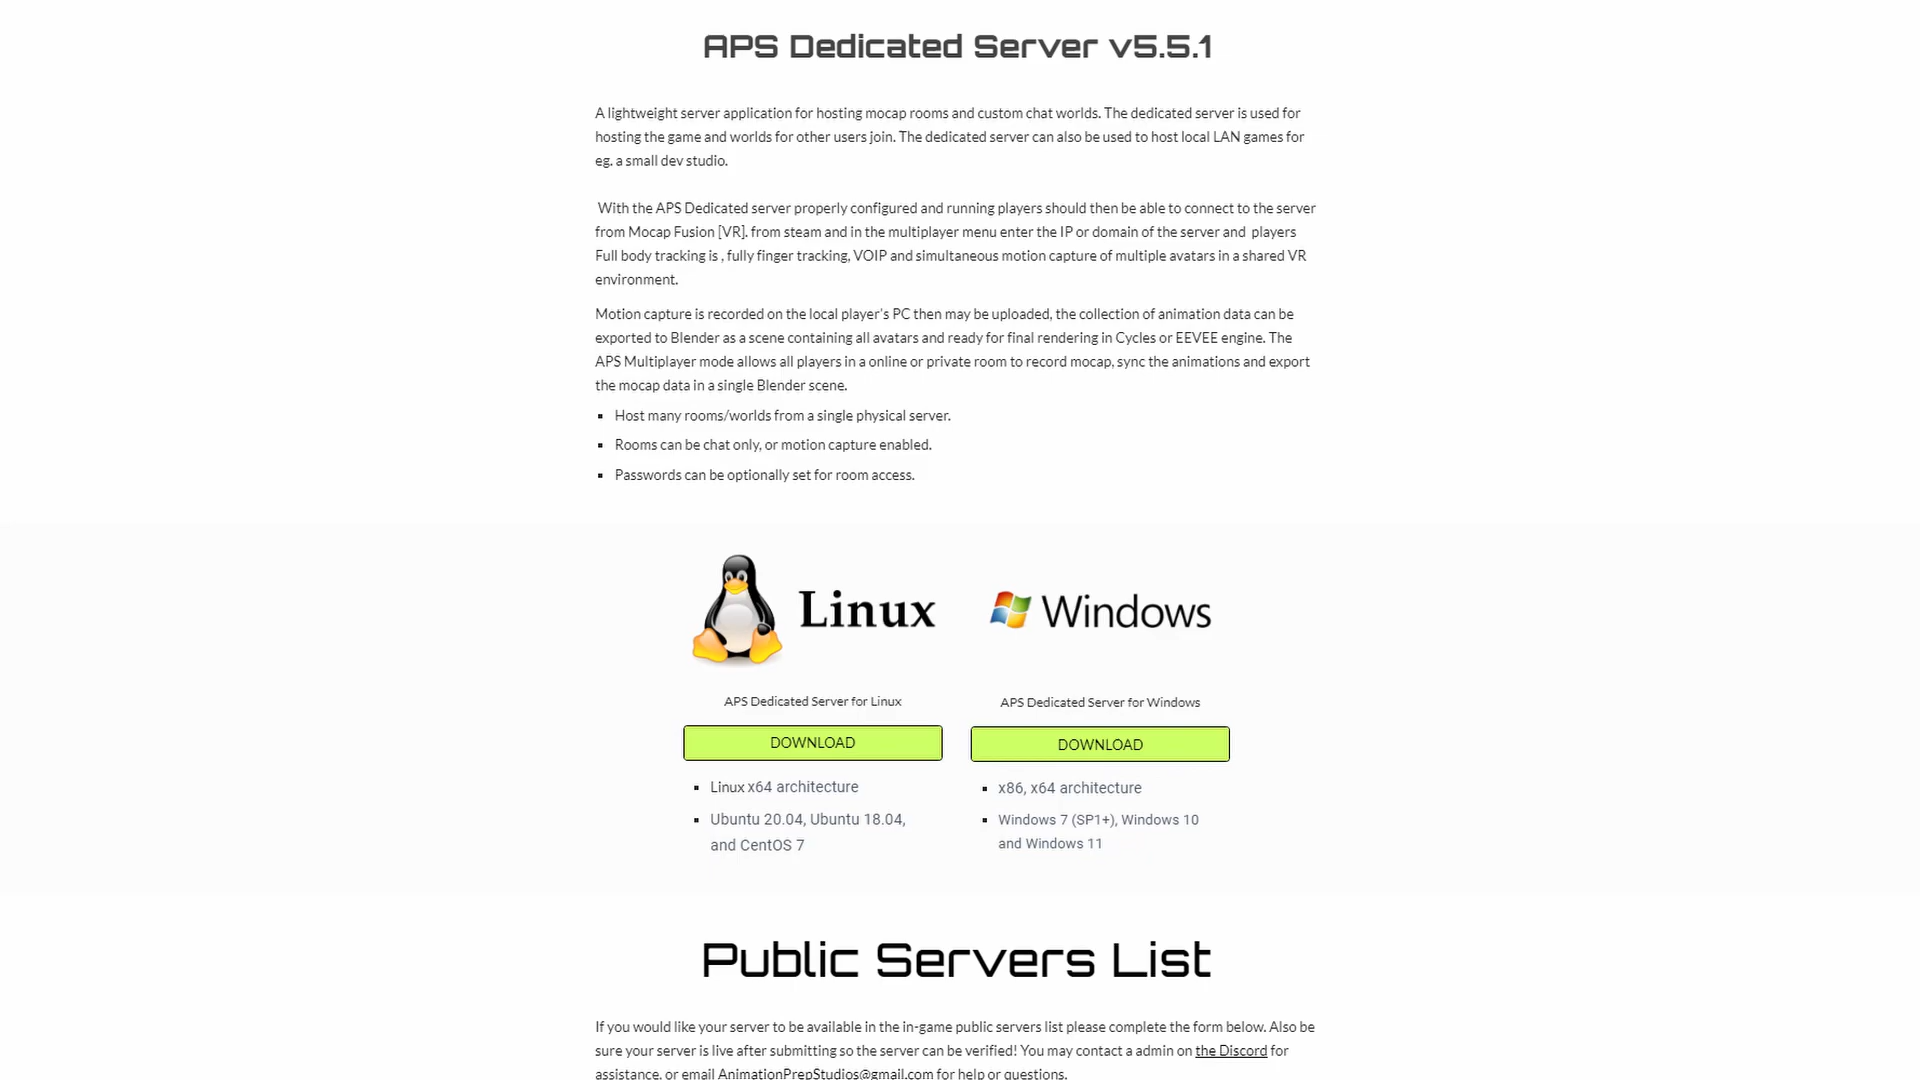 APS Dedicated Server v5.5.1
A lightweight server application for hosting mocap rooms and custom chat worlds. The dedicated server is used for
hosting the game and worlds for other users join. The dedicated server can also be used to host local LAN games for
eg. a small dev studio.
With the APS Dedicated server properly configured and running players should then be able to connect to the server
from Mocap Fusion [VR]. from steam and in the multiplayer menu enter the IP or domain of the server and players
Full body tracking is , fully finger tracking, VOIP and simultaneous motion capture of multiple avatars in a shared VR
environment.
Motion capture is recorded on the local player's PC then may be uploaded, the collection of animation data can be
exported to Blender as a scene containing all avatars and ready for final rendering in Cycles or EEVEE engine. The
APS Multiplayer mode allows all players in a online or private room to record mocap, sync the animations and export
the mocap data in a single Blender scene.
▪ Host many rooms/worlds from a single physical server.
▪ Rooms can be chat only, or motion capture enabled.
▪ Passwords can be optionally set for room access.
Linux
APS Dedicated Server for Linux
DOWNLOAD
▪ Linux x64 architecture
▪ Ubuntu 20.04, Ubuntu 18.04,
and CentOS 7
Windows
APS Dedicated Server for Windows
DOWNLOAD
▪ x86, x64 architecture
▪ Windows 7 (SP1+), Windows 10
and Windows 11
Public Servers List
If you would like your server to be available in the in-game public servers list please complete the form below. Also be
sure your server is live after submitting so the server can be verified! You may contact a admin on the Discord for
assistance, or email AnimationPrepStudios@gmail.com for help or questions.